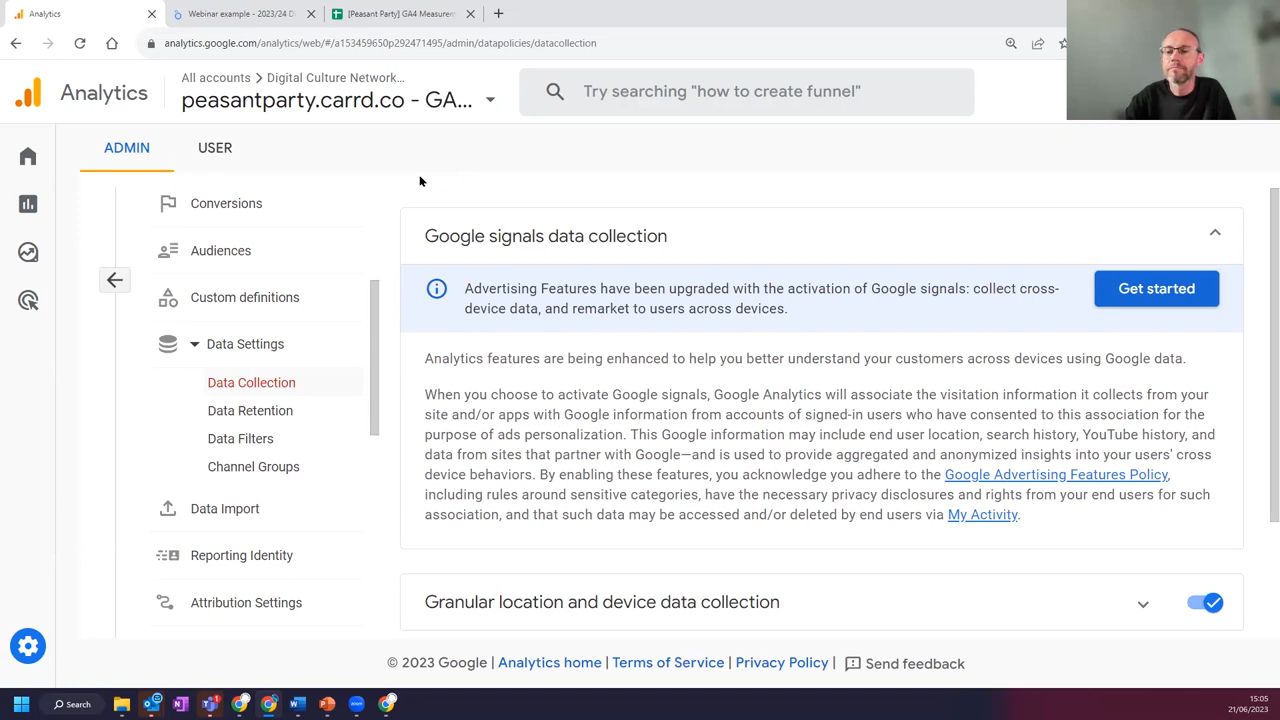 Analytics
Webinar example - 2023/24 D
[Peasant Party] GA4 Measurem
analytics.google.com/analytics/web/#/a153459650p292471495/admin/datapolicies/datacollection
Analytics
All accounts > Digital Culture Network...
peasantparty.carrd.co - GA...
Try searching "how to create funnel"
ADMIN
USER
Conversions
Audiences
Custom definitions
Data Settings
Data Collection
Data Retention
Data Filters
Channel Groups
Data Import
Reporting Identity
Attribution Settings
Google signals data collection
Advertising Features have been upgraded with the activation of Google signals: collect cross-
device data, and remarket to users across devices.
Get started
Analytics features are being enhanced to help you better understand your customers across devices using Google data.
When you choose to activate Google signals, Google Analytics will associate the visitation information it collects from your
site and/or apps with Google information from accounts of signed-in users who have consented to this association for the
purpose of ads personalization. This Google information may include end user location, search history, YouTube history, and
data from sites that partner with Google—and is used to provide aggregated and anonymized insights into your users' cross
device behaviors. By enabling these features, you acknowledge you adhere to the Google Advertising Features Policy,
including rules around sensitive categories, have the necessary privacy disclosures and rights from your end users for such
association, and that such data may be accessed and/or deleted by end users via My Activity.
Granular location and device data collection
© 2023 Google | Analytics home | Terms of Service | Privacy Policy | Send feedback
Search
15:05
21/06/2023